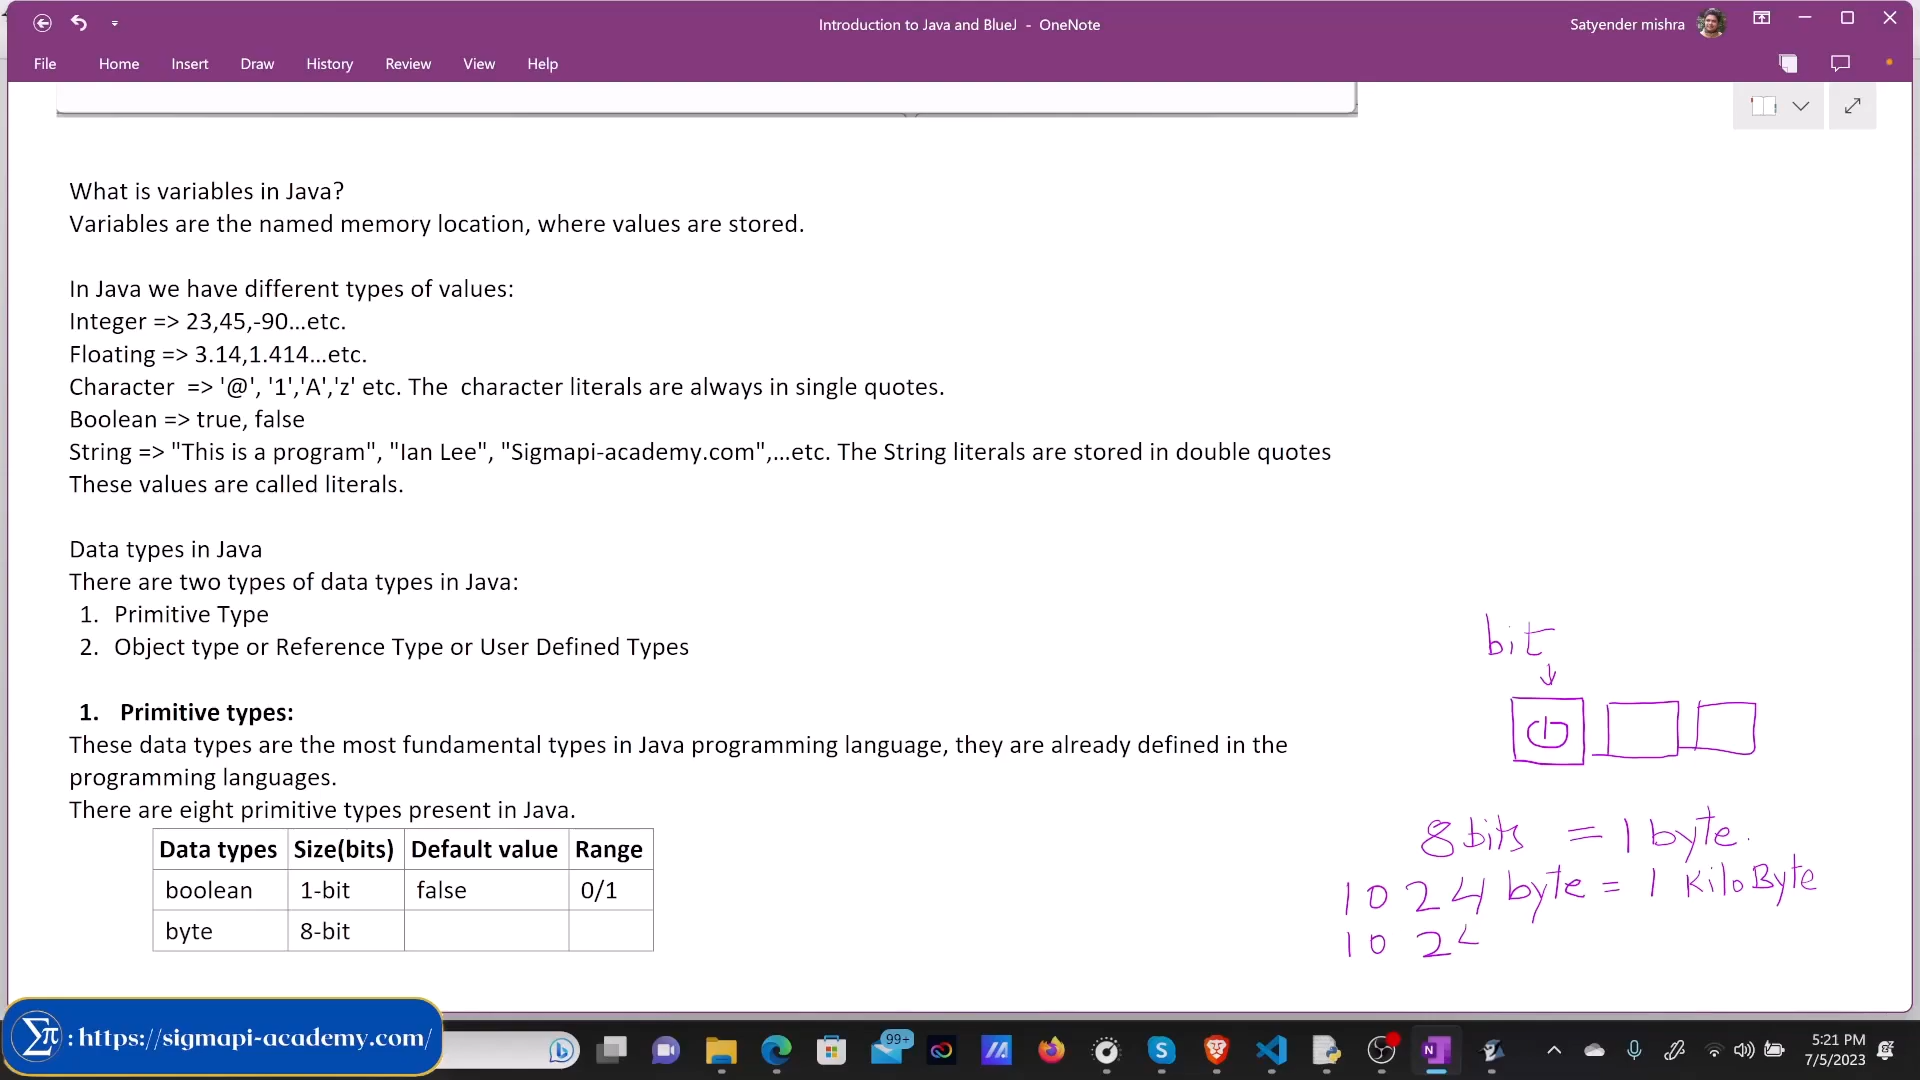 Introduction to Java and BlueJ - OneNote
Satyender mishra
File Home Insert Draw History Review View Help
What is variables in Java?
Variables are the named memory location, where values are stored.
In Java we have different types of values:
Integer => 23,45,-90...etc.
Floating => 3.14,1.414...etc.
Character => '@', '1','A','z' etc. The character literals are always in single quotes.
Boolean => true, false
String => "This is a program", "Ian Lee", "Sigmapi-academy.com",...etc. The String literals are stored in double quotes
These values are called literals.
Data types in Java
There are two types of data types in Java:
1. Primitive Type
2. Object type or Reference Type or User Defined Types
1. Primitive types:
These data types are the most fundamental types in Java programming language, they are already defined in the
programming languages.
There are eight primitive types present in Java.
Data types Size(bits) Default value Range
boolean 1-bit false 0/1
byte 8-bit
bit
8 bits = 1 byte.
1024 byte = 1 KiloByte
1024
Σπ : https://sigmapi-academy.com/
99+
5:21 PM
7/5/2023